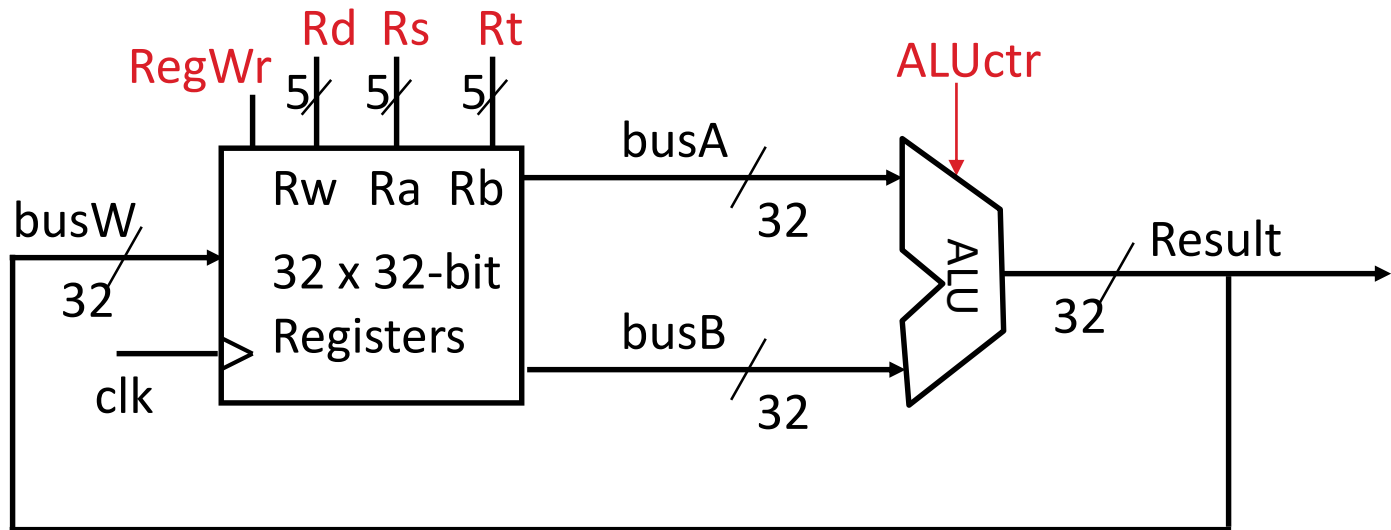 Rd Rs Rt
RegWr
ALUctr
5 5 5
busA
Rw Ra Rb
busW
32
Result
32 x 32-bit
ALU
32
32
Registers
busB
clk
32